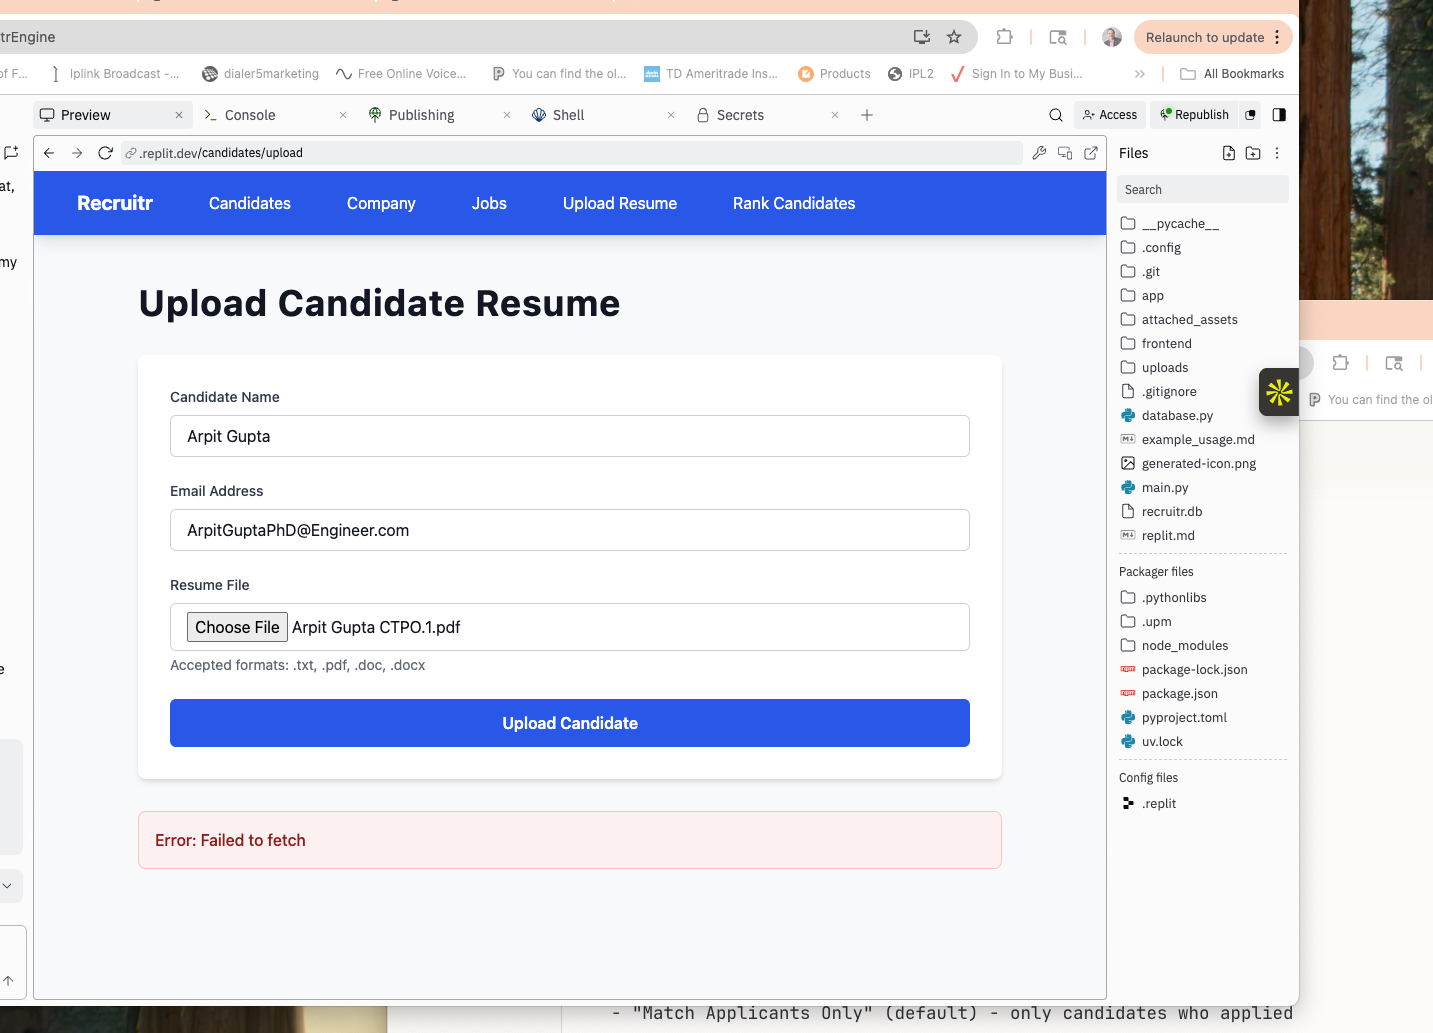 trEngine
Relaunch to update
of F...
Iplink Broadcast -...
dialer5marketing
Free Online Voice...
You can find the ol...
TD Ameritrade Ins...
Products
IPL2
Sign In to My Busi...
All Bookmarks
Preview
Console
Publishing
Shell
Secrets
Access
Republish
.replit.dev/candidates/upload
Files
at,
Search
Recruitr
Candidates
Company
Jobs
Upload Resume
Rank Candidates
my
Upload Candidate Resume
Candidate Name
Arpit Gupta
Email Address
ArpitGuptaPhD@Engineer.com
Resume File
Choose File Arpit Gupta CTPO.1.pdf
Accepted formats: .txt, .pdf, .doc, .docx
e
Upload Candidate
Error: Failed to fetch
__pycache__
.config
.git
app
attached_assets
frontend
uploads
.gitignore
database.py
example_usage.md
generated-icon.png
main.py
recruitr.db
replit.md
Packager files
.pythonlibs
.upm
node_modules
package-lock.json
package.json
pyproject.toml
uv.lock
Config files
.replit
You can find the ol
- "Match Applicants Only" (default) - only candidates who applied